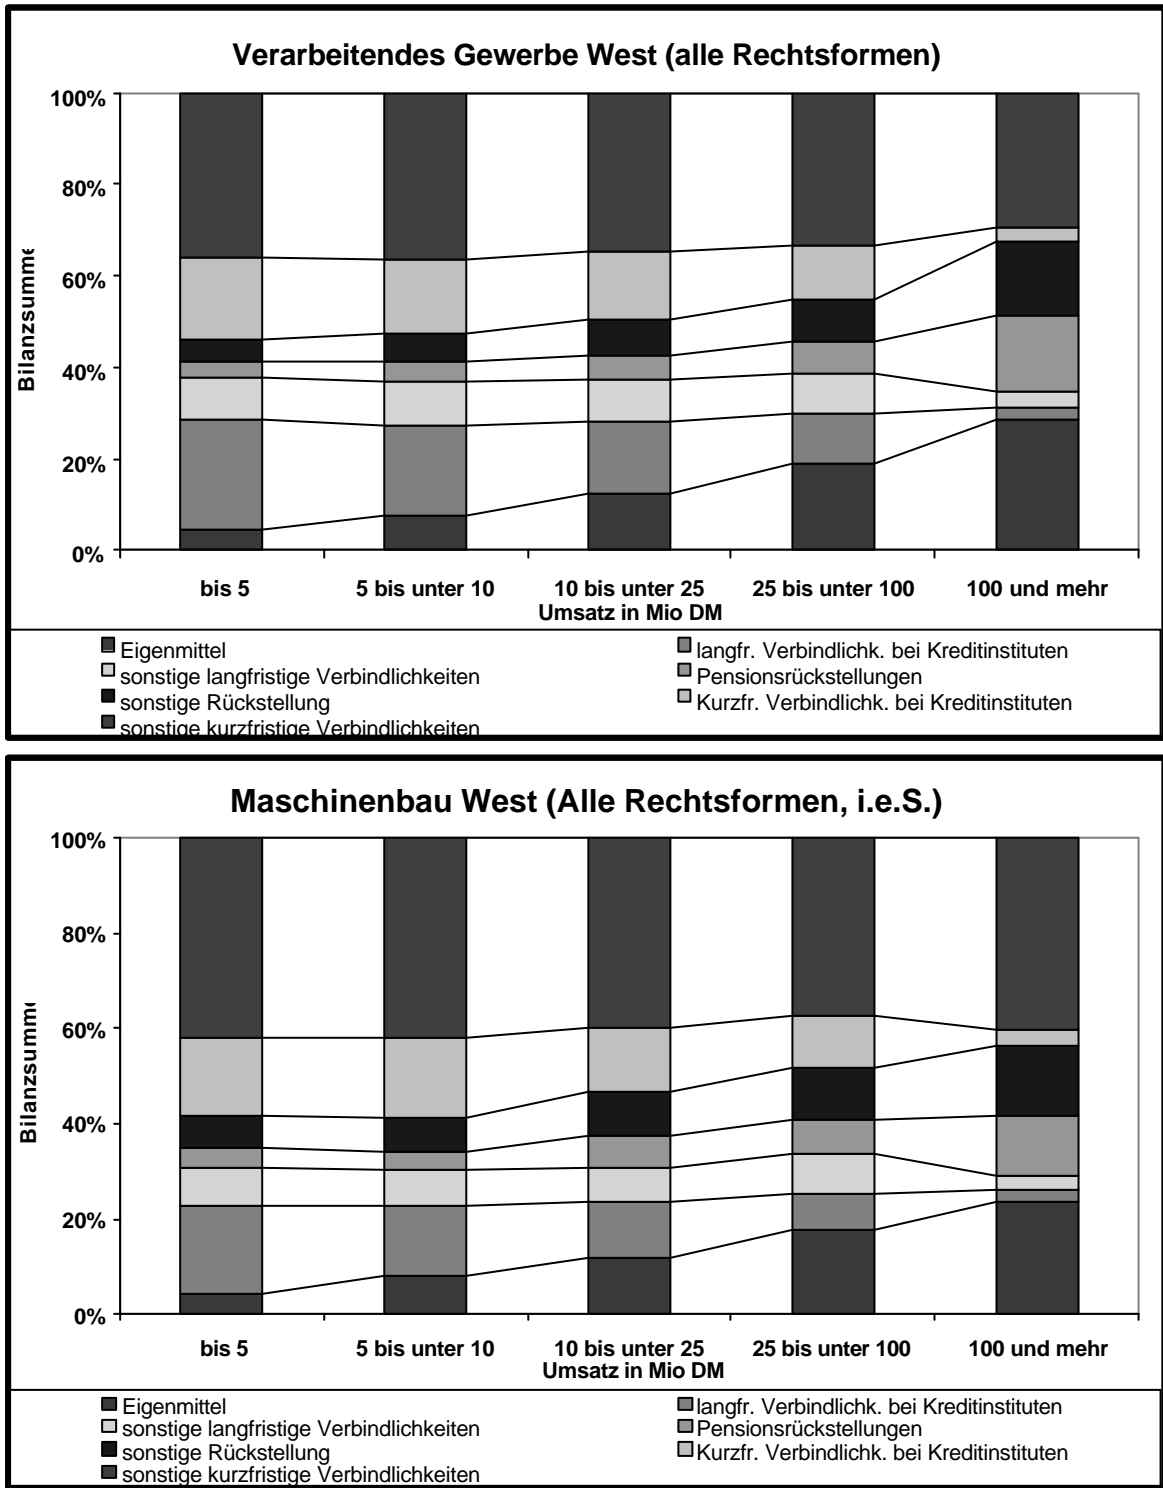 Verarbeitendes Gewerbe West (alle Rechtsformen)
100%
80%
60%
40%
20%
0%
Bilanzsumme
bis 5
5 bis unter 10
10 bis unter 25
25 bis unter 100
100 und mehr
Umsatz in Mio DM
Eigenmittel
langfr. Verbindlichk. bei Kreditinstituten
sonstige langfristige Verbindlichkeiten
Pensionsrückstellungen
sonstige Rückstellung
Kurzfr. Verbindlichk. bei Kreditinstituten
sonstige kurzfristige Verbindlichkeiten
Maschinenbau West (Alle Rechtsformen, i.e.S.)
100%
80%
60%
40%
20%
0%
Bilanzsumme
bis 5
5 bis unter 10
10 bis unter 25
25 bis unter 100
100 und mehr
Umsatz in Mio DM
Eigenmittel
langfr. Verbindlichk. bei Kreditinstituten
sonstige langfristige Verbindlichkeiten
Pensionsrückstellungen
sonstige Rückstellung
Kurzfr. Verbindlichk. bei Kreditinstituten
sonstige kurzfristige Verbindlichkeiten